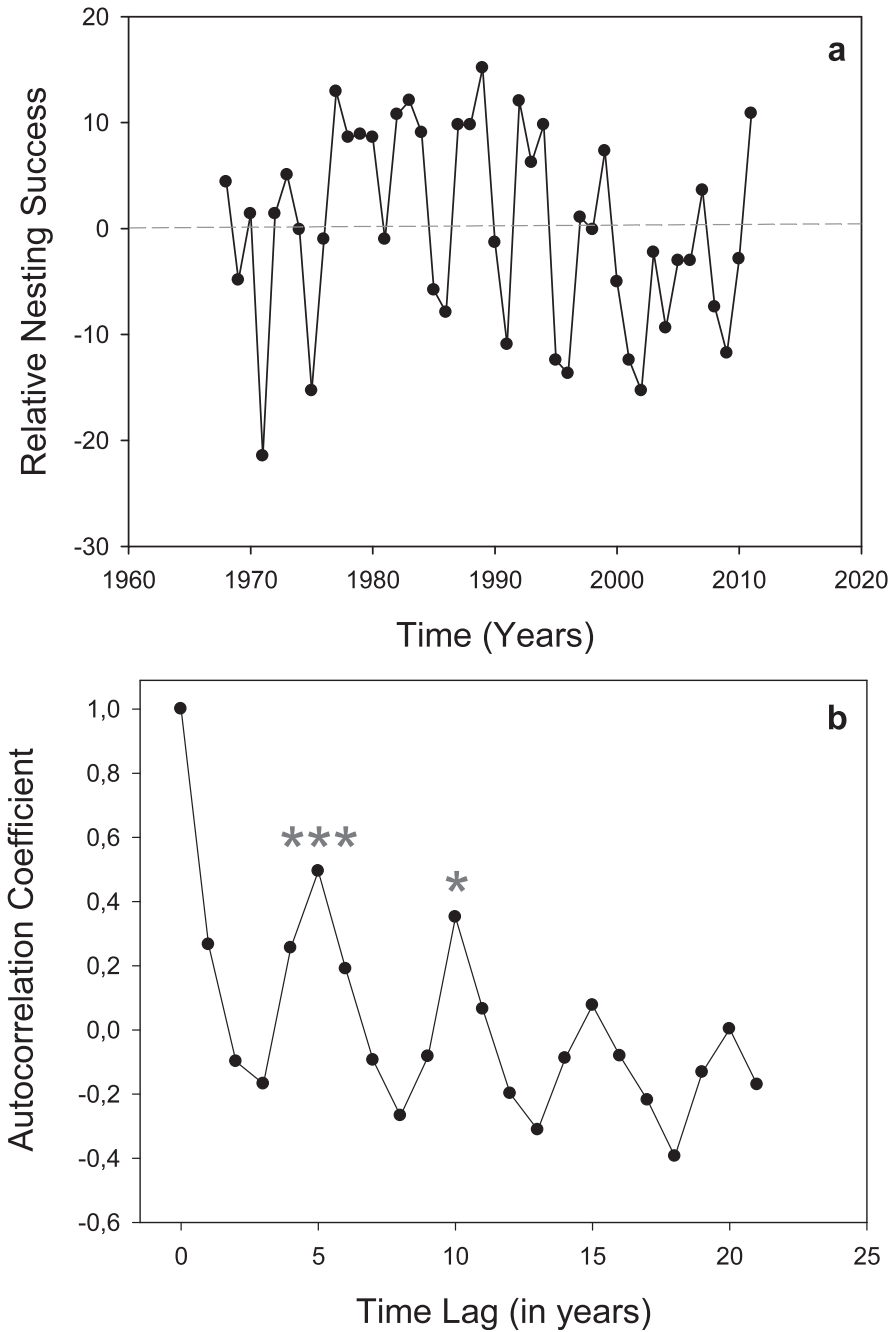 a
20
10
0
-10
-20
-30
Relative Nesting Success
1960 1970 1980 1990 2000 2010 2020
Time (Years)
b
1,0
0,8
0,6
0,4
0,2
0,0
-0,2
-0,4
-0,6
Autocorrelation Coefficient
***
*
0 5 10 15 20 25
Time Lag (in years)